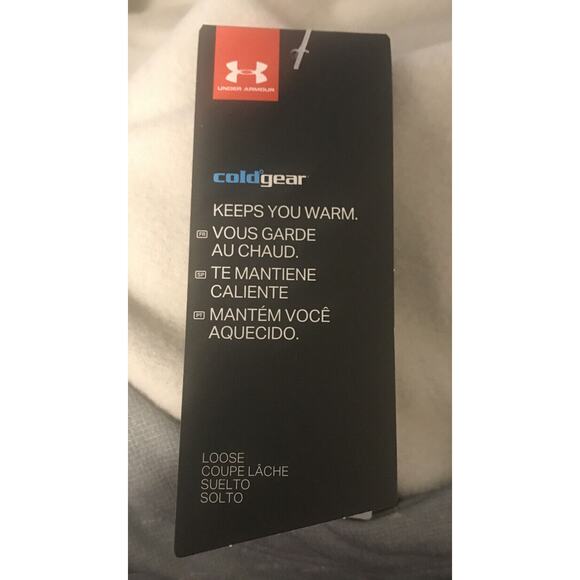 UNDER ARMOUR
coldgear
KEEPS YOU WARM.
FR VOUS GARDE
AU CHAUD.
SP TE MANTIENE
CALIENTE
PT MANTÉM VOCÊ
AQUECIDO.
LOOSE
COUPE LÂCHE
SUELTO
SOLTO